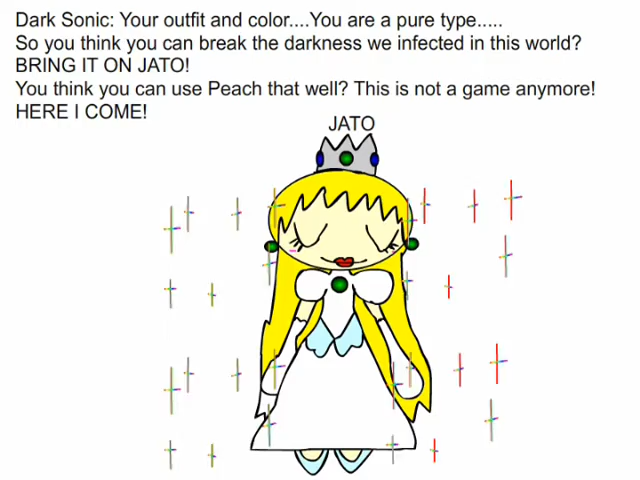 Dark Sonic: Your outfit and color....You are a pure type.....
So you think you can break the darkness we infected in this world?
BRING IT ON JATO!
You think you can use Peach that well? This is not a game anymore!
HERE I COME!
JATO